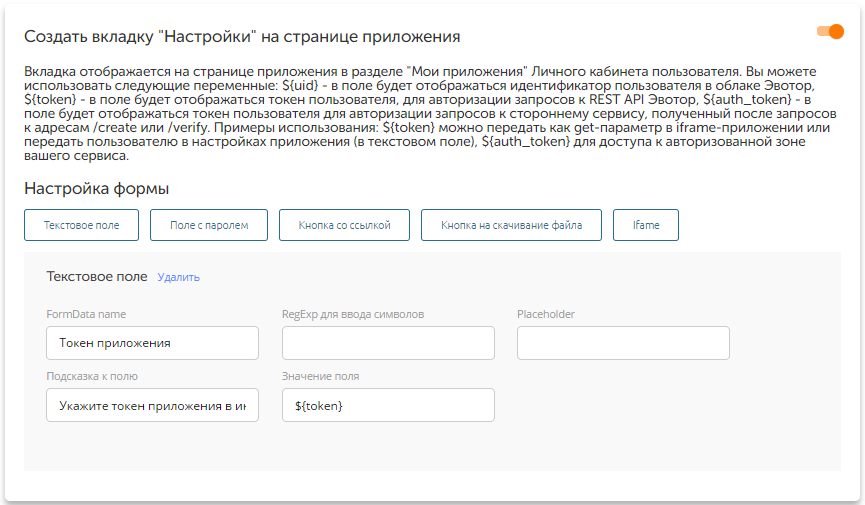 Создать вкладку "Настройки" на странице приложения
Вкладка отображается на странице приложения в разделе "Мои приложения" Личного кабинета пользователя. Вы можете
использовать следующие переменные: ${uid} - в поле будет отображаться идентификатор пользователя в облаке Эвотор,
${token} - в поле будет отображаться токен пользователя, для авторизации запросов к REST API Эвотор, ${auth_token} - в
поле будет отображаться токен пользователя для авторизации запросов к стороннему сервису, полученный после запросов
к адресам /create или /verify. Примеры использования: ${token} можно передать как get-параметр в iframe-приложении или
передать пользователю в настройках приложения (в текстовом поле), ${auth_token} для доступа к авторизованной зоне
вашего сервиса.
Настройка формы
Текстовое поле Поле с паролем Кнопка со ссылкой Кнопка на скачивание файла Iframe
Текстовое поле Удалить
FormData name RegExp для ввода символов Placeholder
Токен приложения
Подсказка к полю Значение поля
Укажите токен приложения в ин ${token}